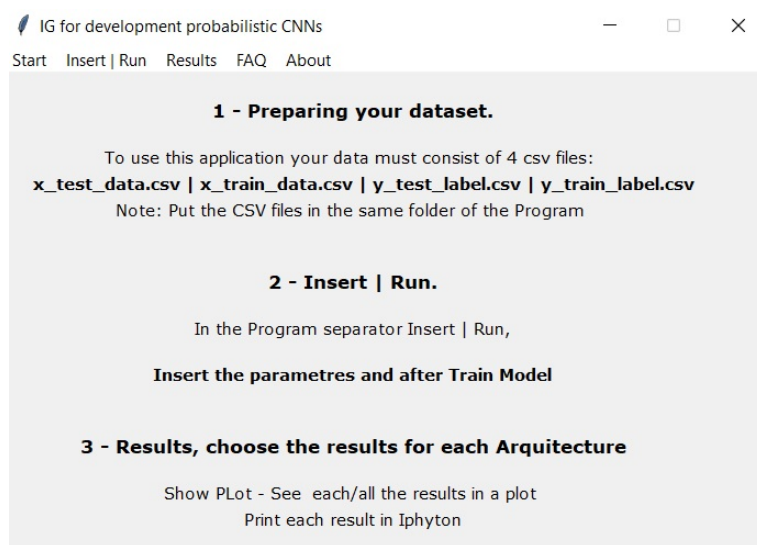 IG for development probabilistic CNNs
Start Insert | Run Results FAQ About
1 - Preparing your dataset.
To use this application your data must consist of 4 csv files:
x_test_data.csv | x_train_data.csv | y_test_label.csv | y_train_label.csv
Note: Put the CSV files in the same folder of the Program
2 - Insert | Run.
In the Program separator Insert | Run,
Insert the parametres and after Train Model
3 - Results, choose the results for each Arquitecture
Show PLot - See  each/all the results in a plot
Print each result in Iphyton